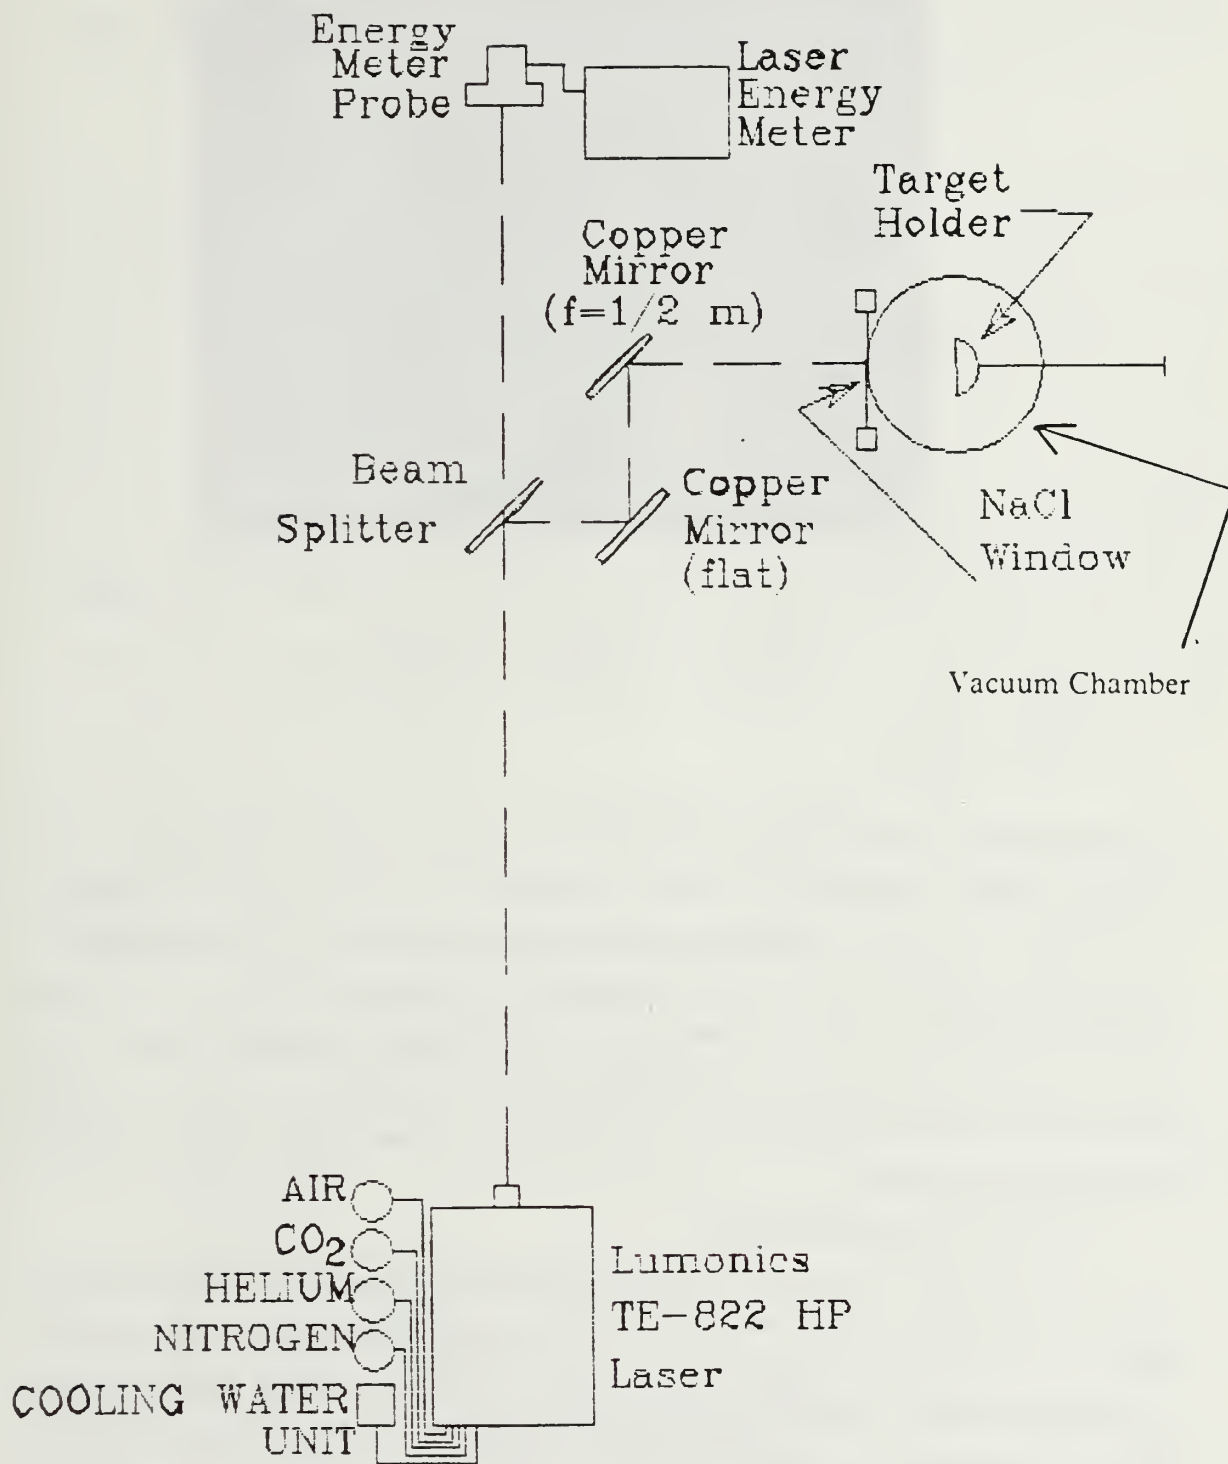 Energy
Meter
Probe
Laser
Energy
Meter
Target
Holder
Copper
Mirror
(f=1/2 m)
Beam
Splitter
Copper
Mirror
(flat)
NaCl
Window
Vacuum Chamber
AIR
CO₂
HELIUM
NITROGEN
COOLING WATER
UNIT
Lumonics
TE-822 HP
Laser